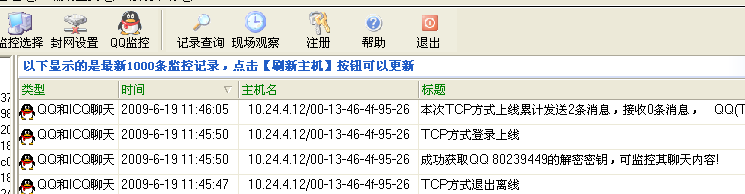 监控选择 封网设置 QQ监控 记录查询 现场观察 注册 帮助 退出
以下显示的是最新1000条监控记录，点击【刷新主机】按钮可以更新
类型 时间 主机名 标题
QQ和ICQ聊天 2009-6-19 11:46:05 10.24.4.12/00-13-46-4f-95-26 本次TCP方式上线累计发送2条消息，接收0条消息， QQ(T
QQ和ICQ聊天 2009-6-19 11:45:50 10.24.4.12/00-13-46-4f-95-26 TCP方式登录上线
QQ和ICQ聊天 2009-6-19 11:45:50 10.24.4.12/00-13-46-4f-95-26 成功获取QQ 80239449的解密密钥，可监控其聊天内容!
QQ和ICQ聊天 2009-6-19 11:45:47 10.24.4.12/00-13-46-4f-95-26 TCP方式退出离线